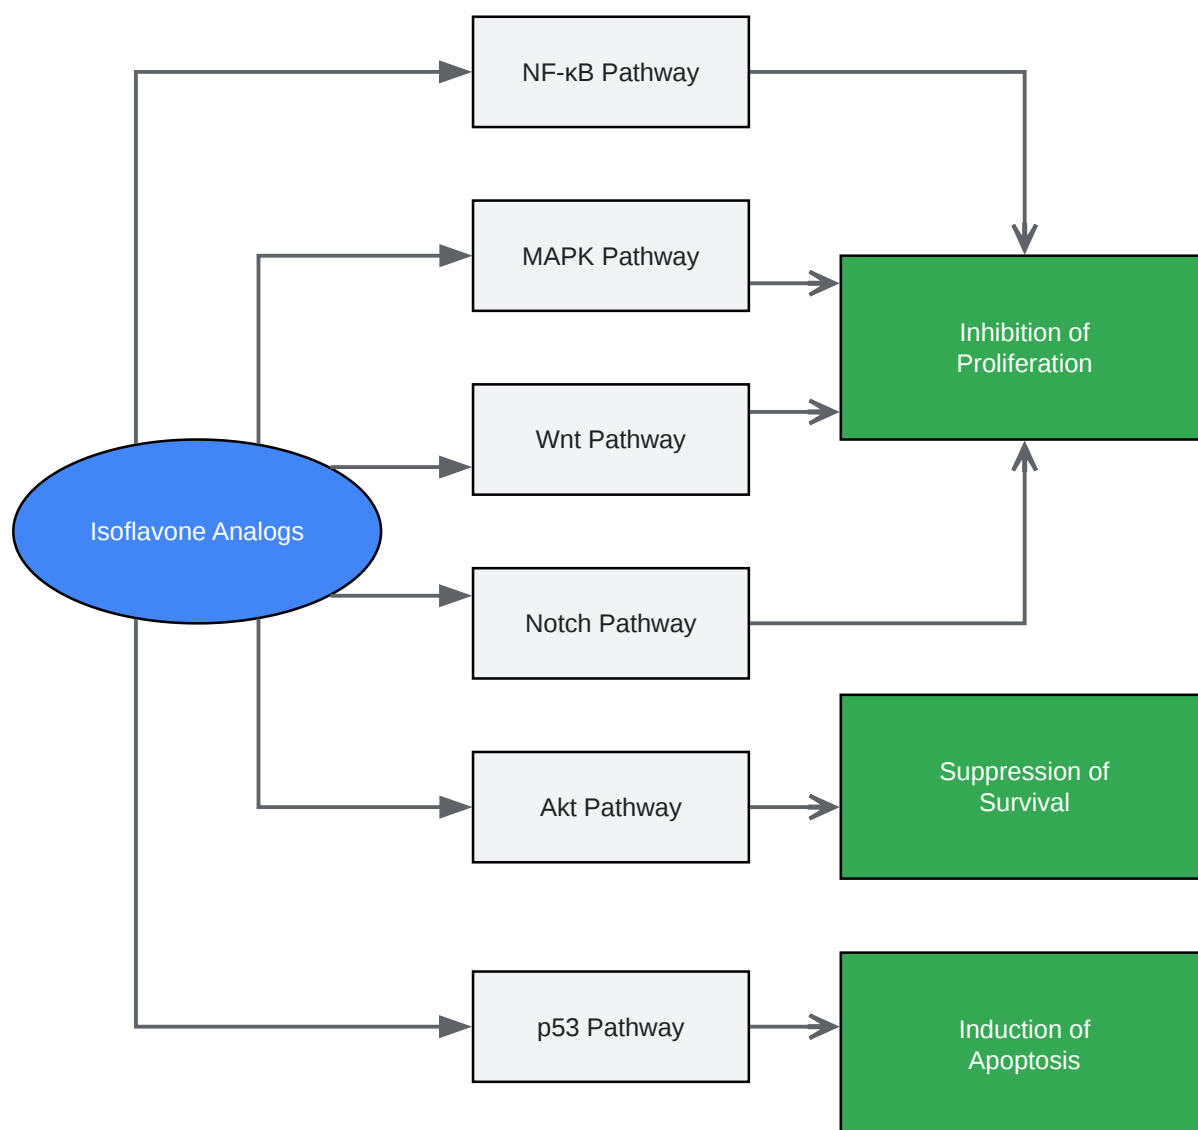 NF-κB Pathway
MAPK Pathway
Inhibition of
Proliferation
Wnt Pathway
Isoflavone Analogs
Notch Pathway
Suppression of
Survival
Akt Pathway
p53 Pathway
Induction of
Apoptosis